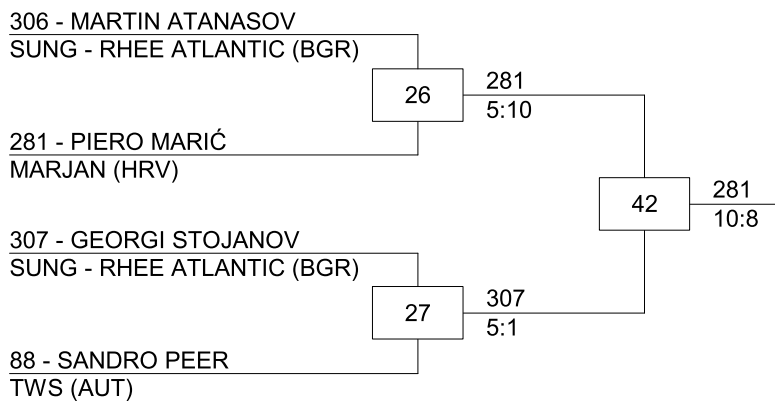 306 - MARTIN ATANASOV
SUNG - RHEE ATLANTIC (BGR)
26
281
5:10
281 - PIERO MARIĆ
MARJAN (HRV)
42
281
10:8
307 - GEORGI STOJANOV
SUNG - RHEE ATLANTIC (BGR)
27
307
5:1
88 - SANDRO PEER
TWS (AUT)